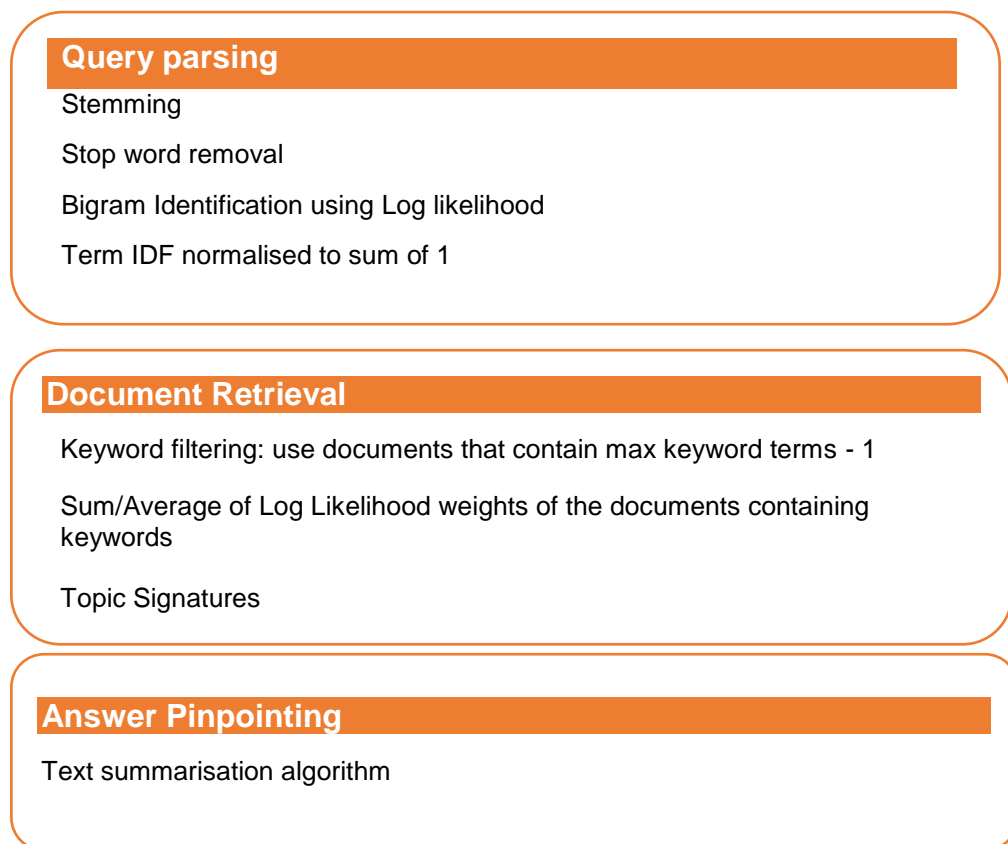 Query parsing
Stemming
Stop word removal
Bigram Identification using Log likelihood
Term IDF normalised to sum of 1
Document Retrieval
Keyword filtering: use documents that contain max keyword terms - 1
Sum/Average of Log Likelihood weights of the documents containing
keywords
Topic Signatures
Answer Pinpointing
Text summarisation algorithm